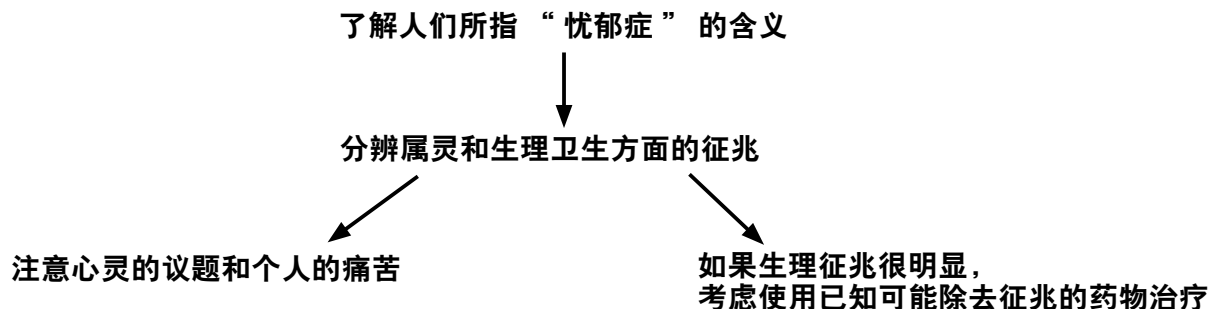 了解人们所指 “忧郁症” 的含义
分辨属灵和生理卫生方面的征兆
注意心灵的议题和个人的痛苦
如果生理征兆很明显，
考虑使用已知可能除去征兆的药物治疗